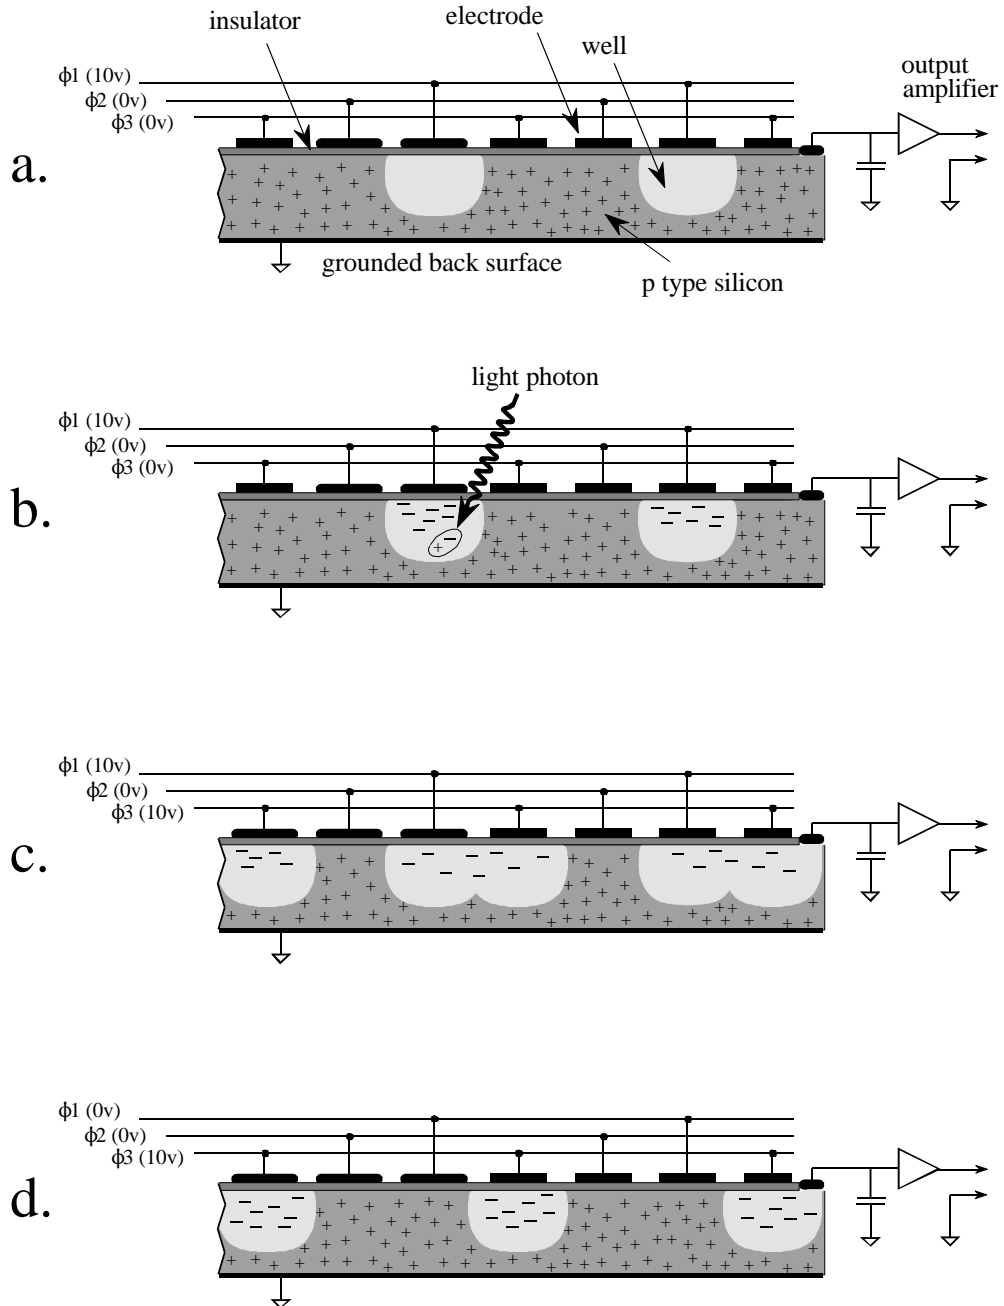 insulator
electrode
well
output
amplifier
ϕ1 (10v)
ϕ2 (0v)
ϕ3 (0v)
a.
grounded back surface
p type silicon
light photon
ϕ1 (10v)
ϕ2 (0v)
ϕ3 (0v)
b.
ϕ1 (10v)
ϕ2 (0v)
ϕ3 (10v)
c.
ϕ1 (0v)
ϕ2 (0v)
ϕ3 (10v)
d.